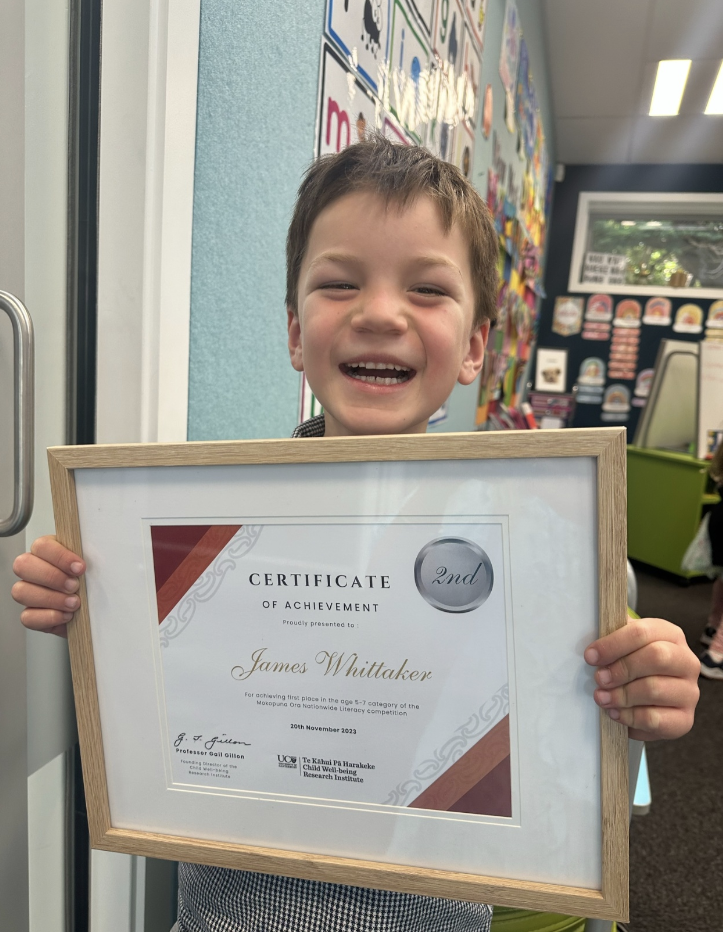 m
CERTIFICATE
2nd
OF ACHIEVEMENT
Proudly presented to :
James Whittaker
For achieving first place in the age 5-7 category of the
Mokopuna Ora Nationwide Literacy competition
20th November 2023
G. T. Gillon
Professor Gail Gillon
Founding Director of the
Child Well-being
Research Institute
UC
Te Kāhui Pā Harakeke
Child Well-being
Research Institute